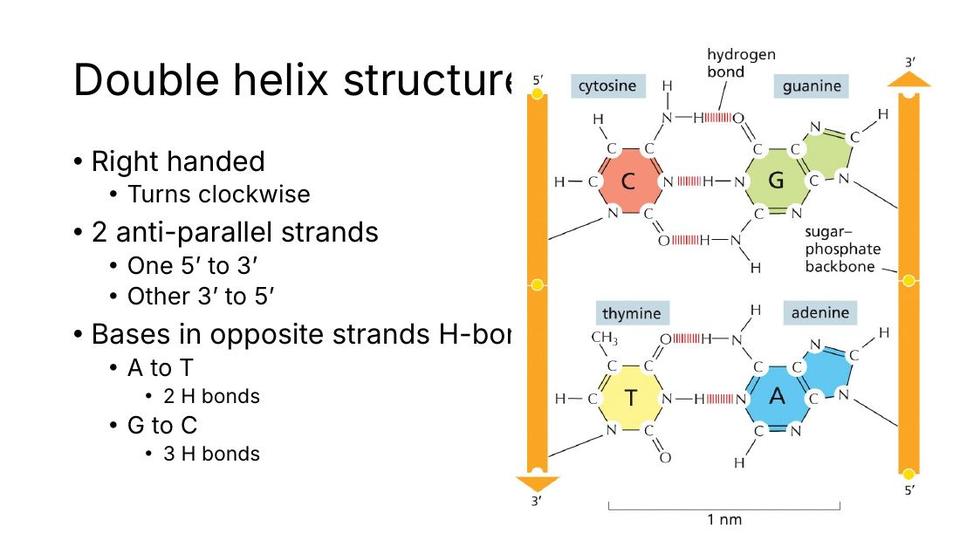 Double helix structure
• Right handed
• Turns clockwise
• 2 anti-parallel strands
• One 5’ to 3’
• Other 3’ to 5’
• Bases in opposite strands H-bon
• A to T
• 2 H bonds
• G to C
• 3 H bonds
hydrogen
bond
5’
cytosine
guanine
3’
H
H
N
H
O
N
C
H
C
C
C
C
H
C
C
N
H
N
G
C
N
N
C
C
N
O
H
N
H
sugar–
phosphate
backbone
thymine
H
adenine
CH3
O
H
N
N
C
H
C
C
C
C
H
C
T
N
H
N
A
C
N
N
C
C
N
O
H
3’
5’
1 nm